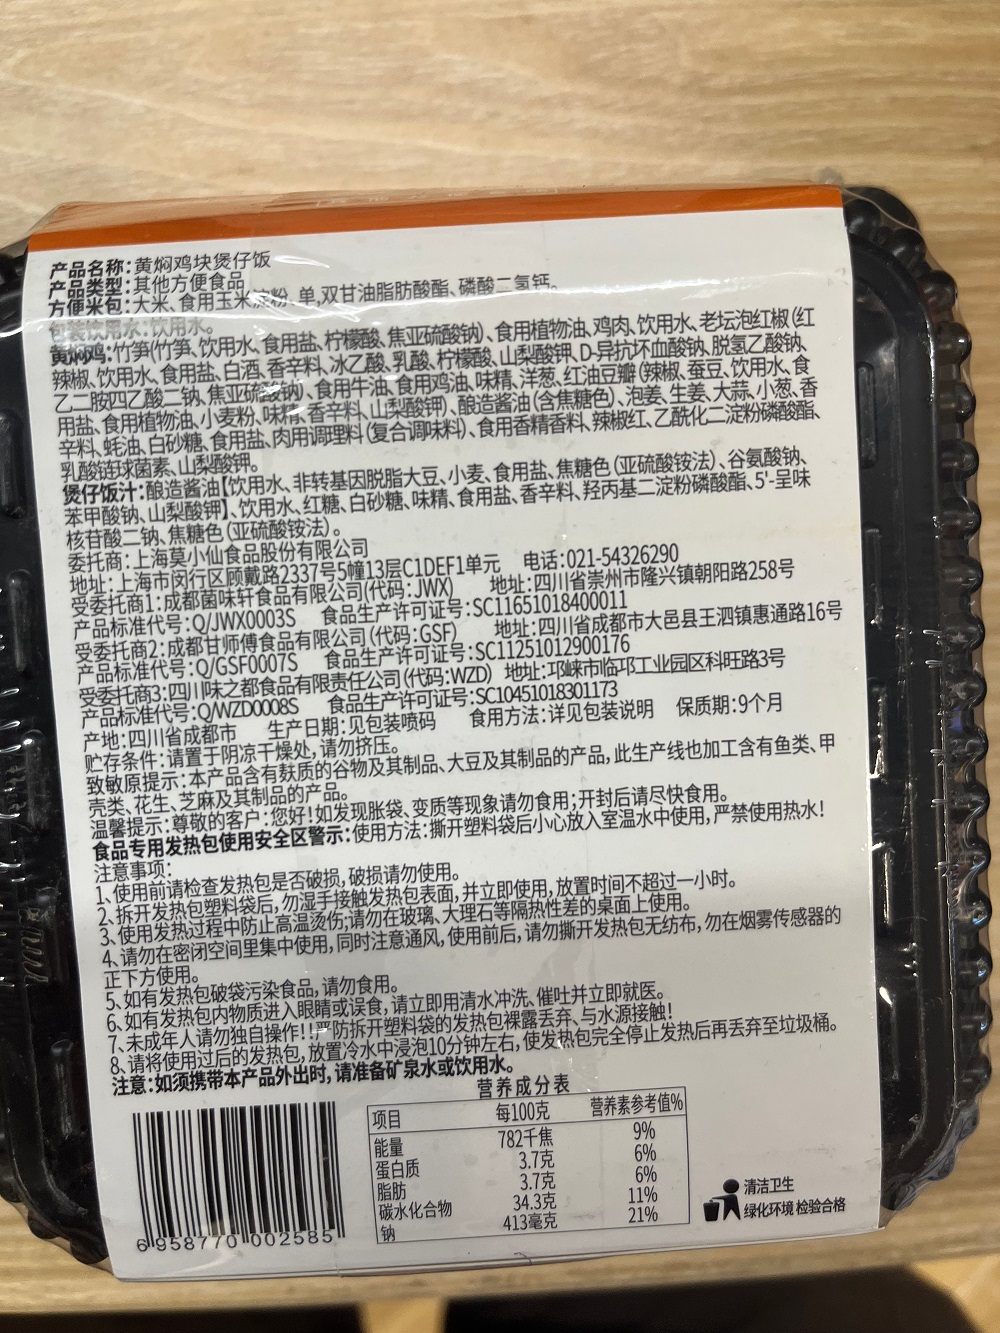 产品名称:黄焖鸡块煲仔饭
产品类型:其他方便食品
方便米包:大米、食用玉米淀粉、单,双甘油脂肪酸酯、磷酸二氢钙。
包装饮用水:饮用水。
黄焖鸡:竹笋(竹笋、饮用水、食用盐、柠檬酸、焦亚硫酸钠)、食用植物油、鸡肉、饮用水、老坛泡红椒(红
辣椒、饮用水、食用盐、白酒、香辛料、冰乙酸、乳酸、柠檬酸、山梨酸钾、D-异抗坏血酸钠、脱氢乙酸钠、
乙二胺四乙酸二钠、焦亚硫酸钠)、食用牛油、食用鸡油、味精、洋葱、红油豆瓣(辣椒、蚕豆、饮用水、食
用盐、食用植物油、小麦粉、味精、香辛料、山梨酸钾)、酿造酱油(含焦糖色)、泡姜、生姜、大蒜、小葱、香
辛料、蚝油、白砂糖、食用盐、肉用调理料(复合调味料)、食用香精香料、辣椒红、乙酰化二淀粉磷酸酯、
乳酸链球菌素、山梨酸钾。
煲仔饭汁:酿造酱油【饮用水、非转基因脱脂大豆、小麦、食用盐、焦糖色(亚硫酸铵法)、谷氨酸钠、
苯甲酸钠、山梨酸钾】、饮用水、红糖、白砂糖、味精、食用盐、香辛料、羟丙基二淀粉磷酸酯、5'-呈味
核苷酸二钠、焦糖色(亚硫酸铵法)。
委托商:上海莫小仙食品股份有限公司
地址:上海市闵行区顾戴路2337号5幢13层C1DEF1单元 电话:021-54326290
受委托商1:成都菌味轩食品有限公司(代码:JWX) 地址:四川省崇州市隆兴镇朝阳路258号
产品标准代号:Q/JWX0003S 食品生产许可证号:SC11651018400011
受委托商2:成都甘师傅食品有限公司(代码:GSF) 地址:四川省成都市大邑县王泗镇惠通路16号
产品标准代号:Q/GSF0007S 食品生产许可证号:SC11251012900176
受委托商3:四川味之都食品有限责任公司(代码:WZD) 地址:邛崃市临邛工业园区科旺路3号
产品标准代号:Q/WZD0008S 食品生产许可证号:SC10451018301173
产地:四川省成都市 生产日期:见包装喷码 食用方法:详见包装说明 保质期:9个月
贮存条件:请置于阴凉干燥处,请勿挤压。
致敏原提示:本产品含有麸质的谷物及其制品、大豆及其制品的产品,此生产线也加工含有鱼类、甲
壳类、花生、芝麻及其制品的产品。
温馨提示:尊敬的客户:您好!如发现胀袋、变质等现象请勿食用;开封后请尽快食用。
食品专用发热包使用安全区警示:使用方法:撕开塑料袋后小心放入室温水中使用,严禁使用热水!
注意事项:
1、使用前请检查发热包是否破损,破损请勿使用。
2、拆开发热包塑料袋后,勿湿手接触发热包表面,并立即使用,放置时间不超过一小时。
3、使用发热过程中防止高温烫伤;请勿在玻璃、大理石等隔热性差的桌面上使用。
4、请勿在密闭空间里集中使用,同时注意通风,使用前后,请勿撕开发热包无纺布,勿在烟雾传感器的
正下方使用。
5、如有发热包破袋污染食品,请勿食用。
6、如有发热包内物质进入眼睛或误食,请立即用清水冲洗、催吐并立即就医。
7、未成年人请勿独自操作!!严防拆开塑料袋的发热包裸露丢弃、与水源接触!
8、请将使用过后的发热包,放置冷水中浸泡10分钟左右,使发热包完全停止发热后再丢弃至垃圾桶。
注意:如须携带本产品外出时,请准备矿泉水或饮用水。
营养成分表
项目 每100克 营养素参考值%
能量 782千焦 9%
蛋白质 3.7克 6%
脂肪 3.7克 6%
碳水化合物 34.3克 11%
钠 413毫克 21%
清洁卫生
绿化环境 检验合格
6 958770 002585